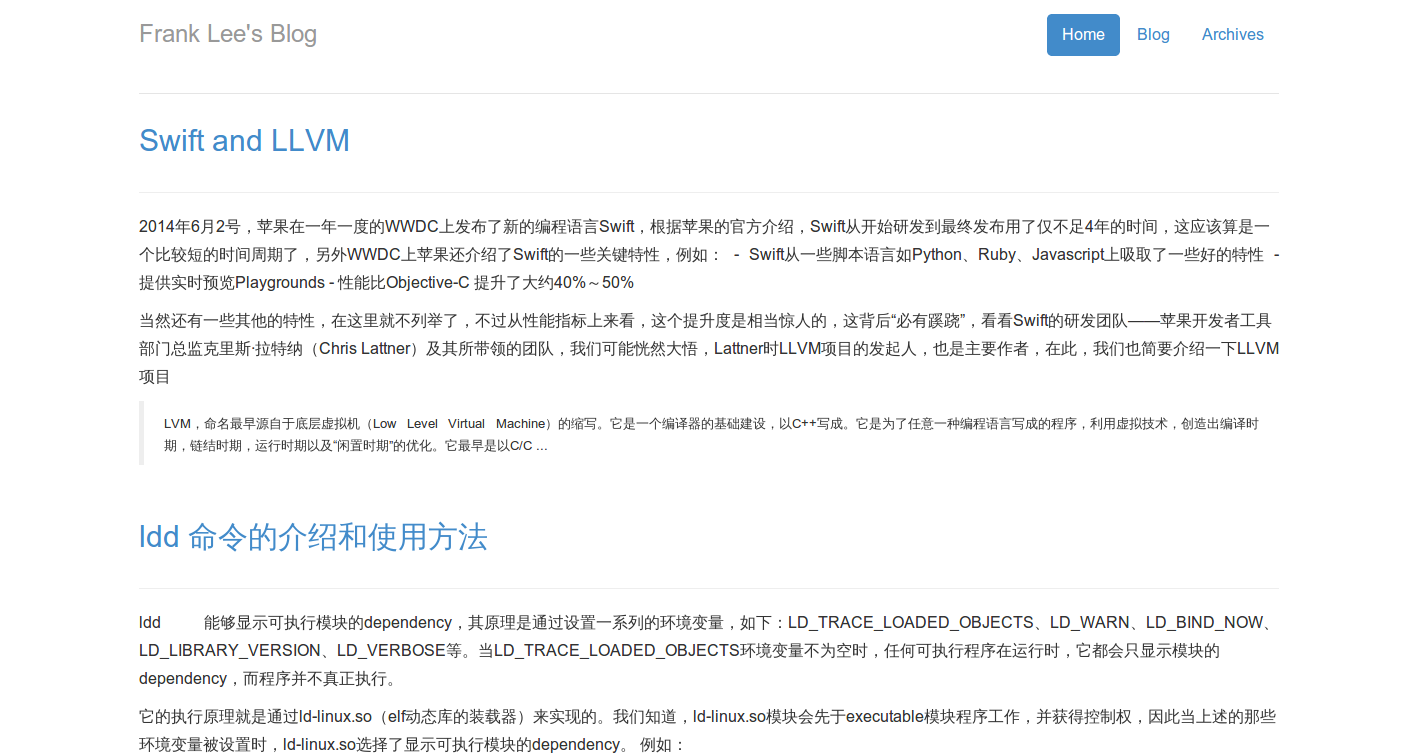 Frank Lee's Blog
Home
Blog
Archives
Swift and LLVM
2014年6月2号，苹果在一年一度的WWDC上发布了新的编程语言Swift，根据苹果的官方介绍，Swift从开始研发到最终发布用了仅不足4年的时间，这应该算是一
个比较短的时间周期了，另外WWDC上苹果还介绍了Swift的一些关键特性，例如： - Swift从一些脚本语言如Python、Ruby、Javascript上吸取了一些好的特性 -
提供实时预览Playgrounds - 性能比Objective-C 提升了大约40%～50%
当然还有一些其他的特性，在这里就不列举了，不过从性能指标上来看，这个提升度是相当惊人的，这背后“必有蹊跷”，看看Swift的研发团队——苹果开发者工具
部门总监克里斯·拉特纳（Chris Lattner）及其所带领的团队，我们可能恍然大悟，Lattner时LLVM项目的发起人，也是主要作者，在此，我们也简要介绍一下LLVM
项目
LVM，命名最早源自于底层虚拟机（Low Level Virtual Machine）的缩写。它是一个编译器的基础建设，以C++写成。它是为了任意一种编程语言写成的程序，利用虚拟技术，创造出编译时
期，链结时期，运行时期以及“闲置时期”的优化。它最早是以C/C ...
ldd 命令的介绍和使用方法
ldd 能够显示可执行模块的dependency，其原理是通过设置一系列的环境变量，如下：LD_TRACE_LOADED_OBJECTS、LD_WARN、LD_BIND_NOW、
LD_LIBRARY_VERSION、LD_VERBOSE等。当LD_TRACE_LOADED_OBJECTS环境变量不为空时，任何可执行程序在运行时，它都会只显示模块的
dependency，而程序并不真正执行。
它的执行原理就是通过ld-linux.so（elf动态库的装载器）来实现的。我们知道，ld-linux.so模块会先于executable模块程序工作，并获得控制权，因此当上述的那些
环境变量被设置时，ld-linux.so选择了显示可执行模块的dependency。 例如：